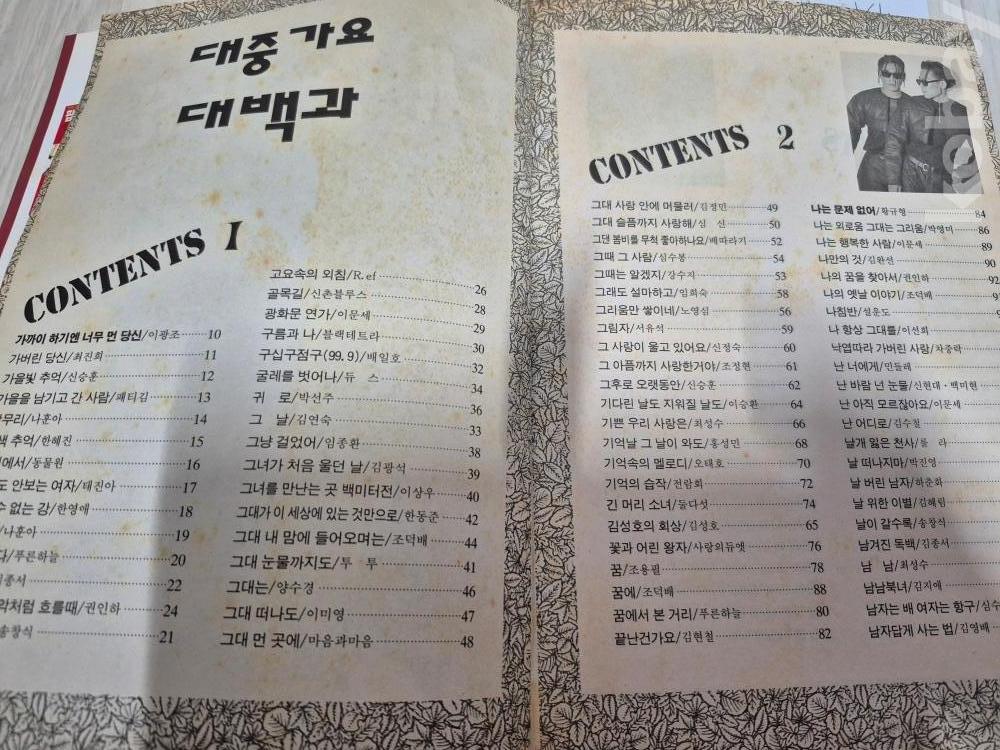 대중가요
대백과
CONTENTS I
가까이 하기엔 너무 먼 당신/이광조 10
가버린 당신/최진희 11
가을빛 추억/신승훈 12
가을을 남기고 간 사람/패티김 13
/나훈아 14
추억/한혜진 15
에서/동물원 16
안보는 여자/태진아 17
수 없는 강/한영애 18
/나훈아 19
/푸른하늘 20
종서 22
악처럼 흐를때/권인하 24
송창식 21
고요속의 외침/R.ef 26
골목길/신촌블루스 28
광화문 연가/이문세 29
구름과 나/블랙테트라 30
구십구점구(99.9)/배일호 32
굴레를 벗어나/듀 스 34
귀 로/박선주 36
그 날/김연숙 33
그냥 걸었어/임종환 38
그녀가 처음 울던 날/김광석 39
그녀를 만난는 곳 백미터전/이상우 40
그대가 이 세상에 있는 것만으로/한동준 42
그대 내 맘에 들어오며는/조덕배 44
그대 눈물까지도/투 투 41
그대는/양수경 46
그대 떠나도/이미영 47
그대 먼 곳에/마음과마음 48
CONTENTS 2
그대 사랑 안에 머물러/김정민 49
그대 슬픔까지 사랑해/심 신 50
그댄 봄비를 무척 좋아하나요/배따라기 52
그때 그 사람/심수봉 54
그때는 알겠지/강수지 53
그래도 설마하고/임희숙 58
그리움만 쌓이네/노영심 56
그림자/서유석 59
그 사람이 울고 있어요/신정숙 60
그 아픔까지 사랑한거야/조정현 61
그후로 오랫동안/신승훈 62
기다린 날도 지워질 날도/이승환 64
기쁜 우리 사랑은/최성수 66
기억날 그 날이 와도/홍성민 68
기억속의 멜로디/오태호 70
기억의 습작/전람회 72
긴 머리 소녀/둘다섯 74
김성호의 회상/김성호 65
꽃과 어린 왕자/사랑의듀엣 76
꿈/조용필 78
꿈에/조덕배 88
꿈에서 본 거리/푸른하늘 80
끝난건가요/김현철 82
나는 문제 없어/황규형 84
나는 외로움 그대는 그리움/박영미 86
나는 행복한 사람/이문세 89
나만의 것/김완선 90
나의 꿈을 찾아서/권인하 92
나의 옛날 이야기/조덕배
나침반/설운도
나 항상 그대를/이선희
낙엽따라 가버린 사랑/차중락
난 너에게/민들레
난 바람 넌 눈물/신현대·백미현
난 아직 모르잖아요/이문세
난 어디로/김수철
날개 잃은 천사/룰 라
날 떠나지마/박진영
날 버린 남자/하춘화
날 위한 이별/김혜림
날이 갈수록/송창식
남겨진 독백/김종서
남 남/최성수
남남북녀/김지애
남자는 배 여자는 항구/심수
남자답게 사는 법/김영배